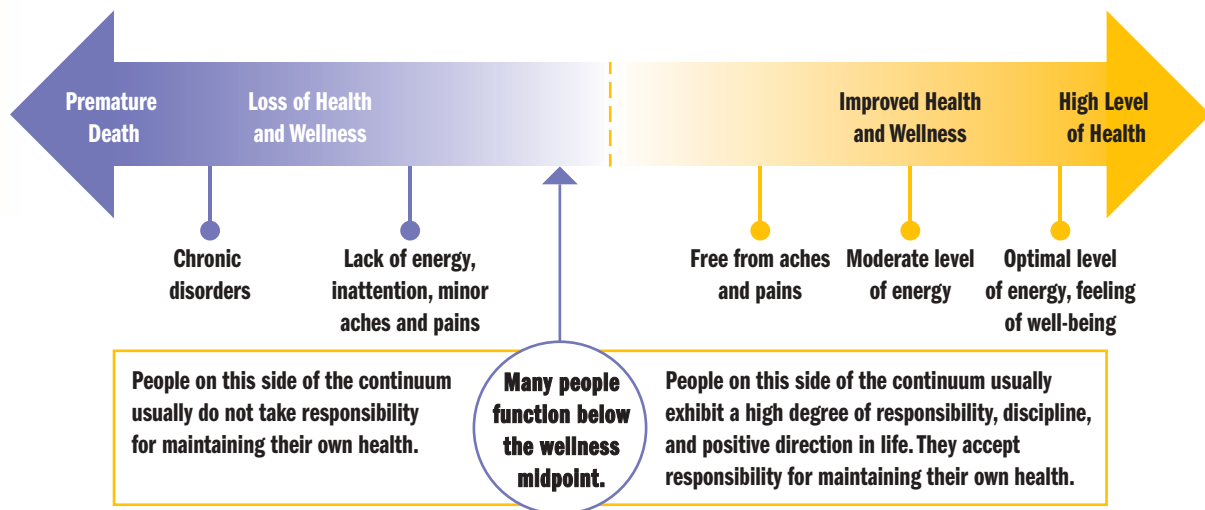 Premature
Death
Loss of Health
and Wellness
Improved Health
and Wellness
High Level
of Health
Chronic
disorders
Lack of energy,
inattention, minor
aches and pains
Free from aches
and pains
Moderate level
of energy
Optimal level
of energy, feeling
of well-being
People on this side of the continuum
usually do not take responsibility
for maintaining their own health.
Many people
function below
the wellness
midpoint.
People on this side of the continuum usually
exhibit a high degree of responsibility, discipline,
and positive direction in life. They accept
responsibility for maintaining their own health.